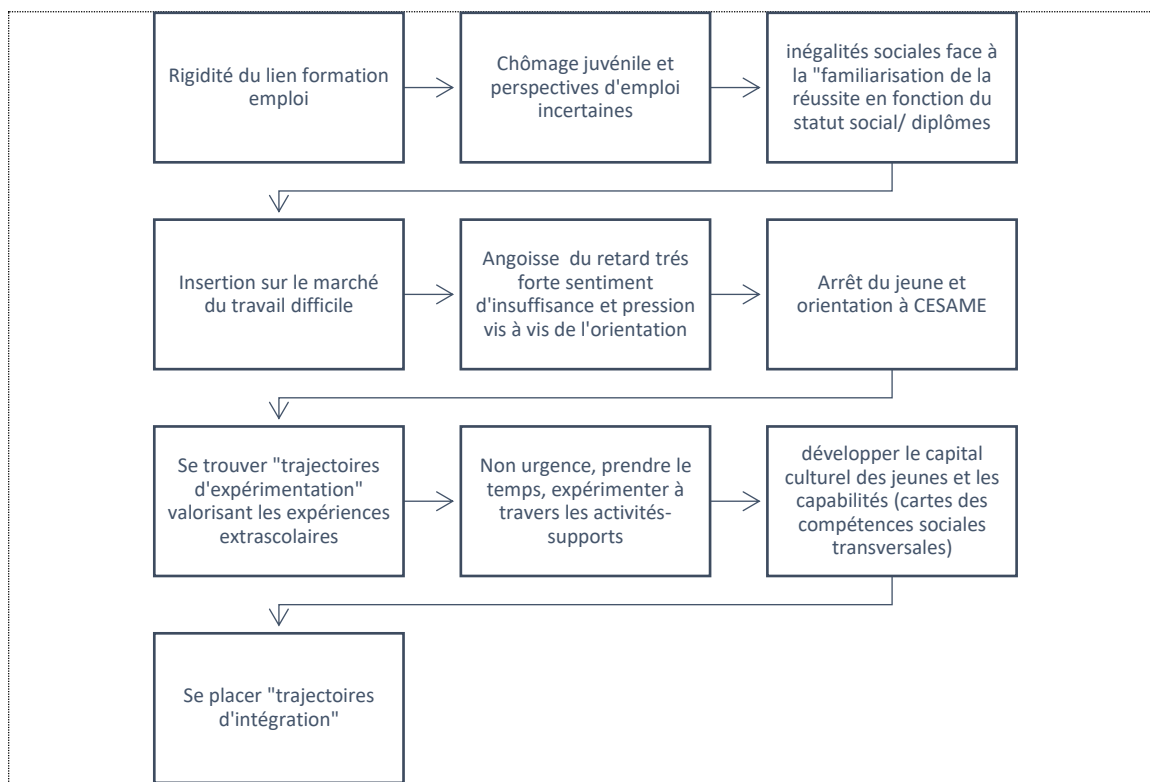 Rigidité du lien formation
emploi
Chômage juvénile et
perspectives d'emploi
incertaines
inégalités sociales face à
la "familiarisation de la
réussite en fonction du
statut social/ diplômes
Insertion sur le marché
du travail difficile
Angoisse  du retard trés
forte sentiment
d'insuffisance et pression
vis à vis de l'orientation
Arrêt du jeune et
orientation à CESAME
Se trouver "trajectoires
d'expérimentation"
valorisant les expériences
extrascolaires
Non urgence, prendre le
temps, expérimenter à
travers les activités-
supports
développer le capital
culturel des jeunes et les
capabilités (cartes des
compétences sociales
transversales)
Se placer "trajectoires
d'intégration"